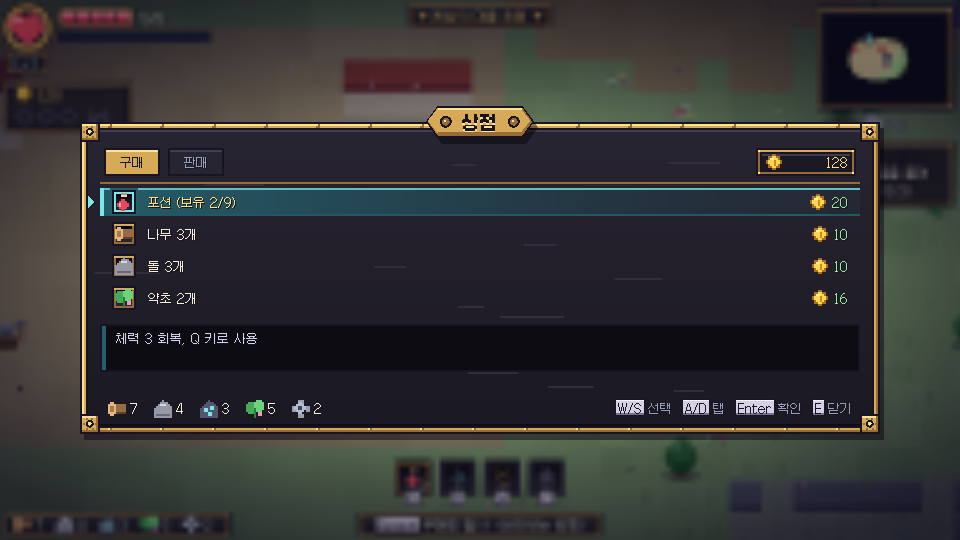 상점
구매 판매 128
포션 (보유 2/9) 20
나무 3개 10
돌 3개 10
약초 2개 16
체력 3 회복, Q 키로 사용
7 4 3 5 2 W/S 선택 A/D 탭 Enter 확인 E 닫기